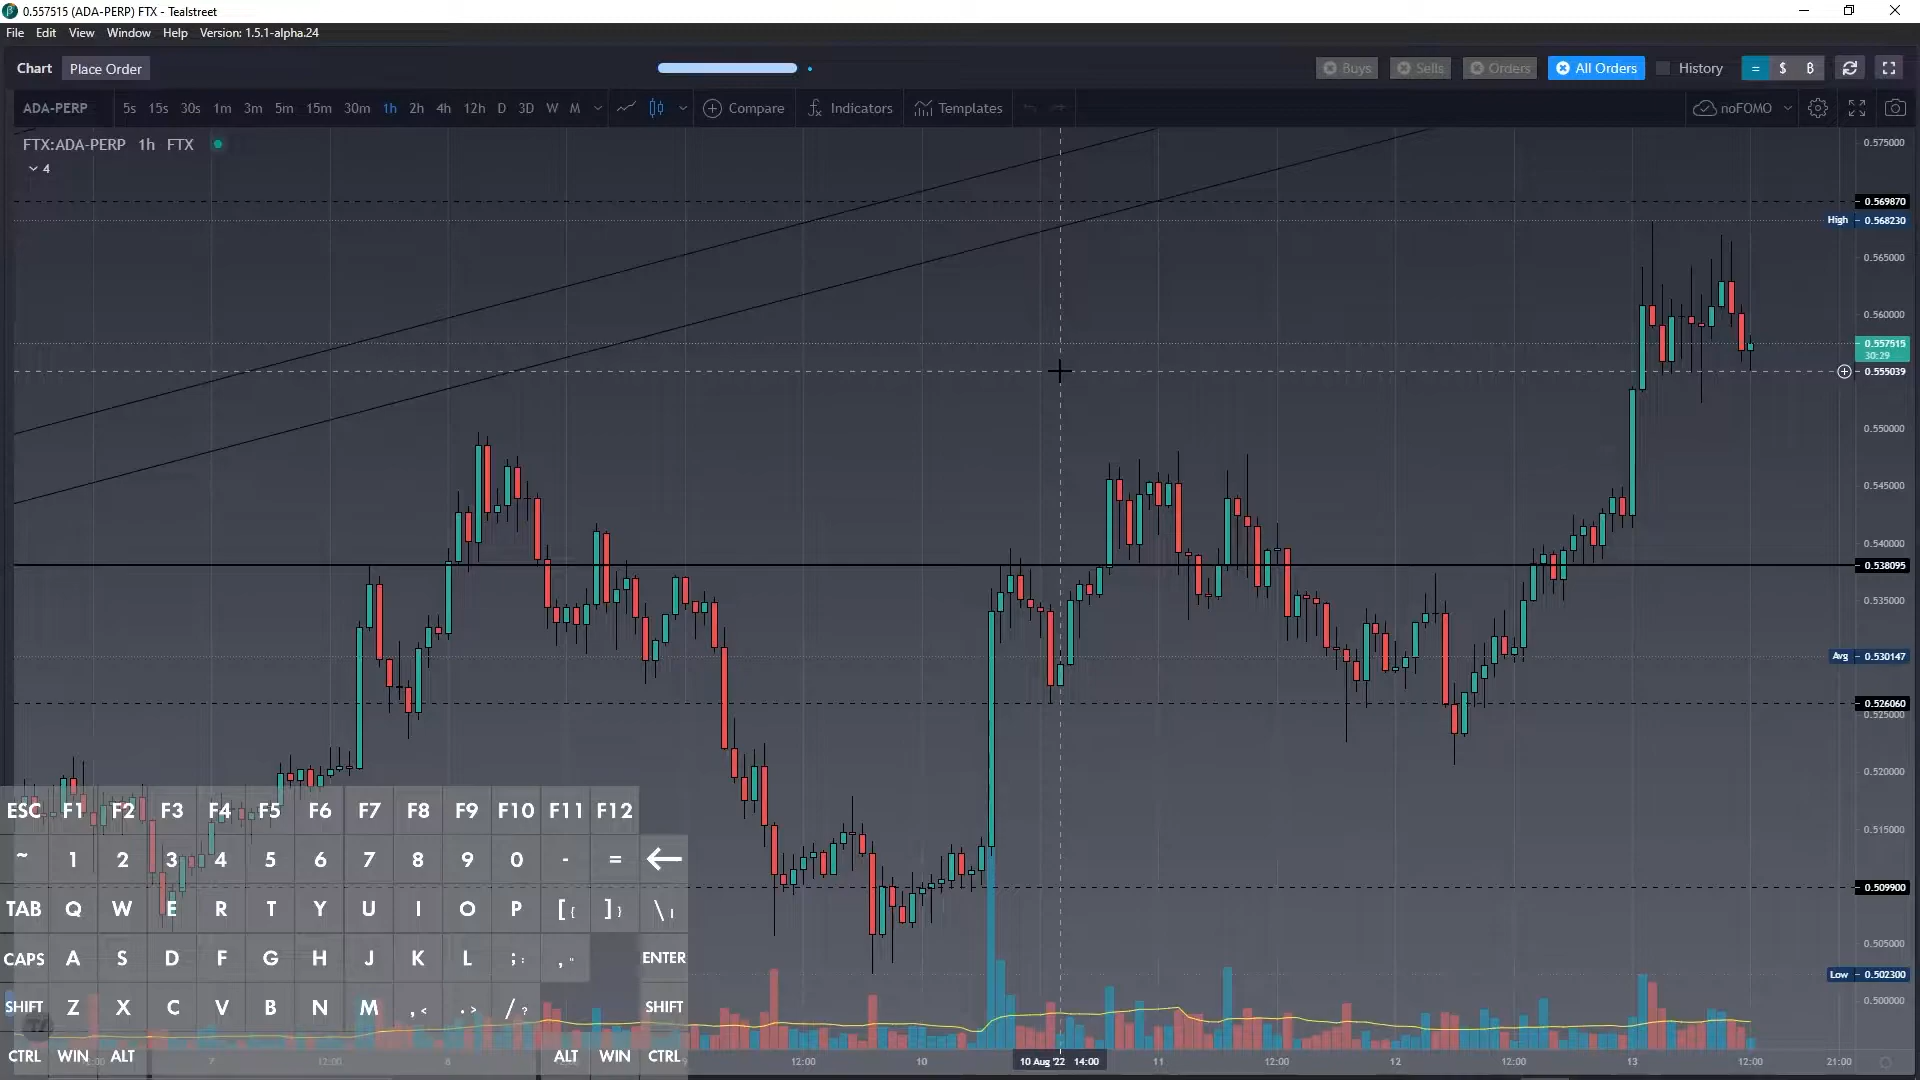 0.557515 (ADA-PERP) FTX - Tealstreet
File Edit View Window Help Version: 1.5.1-alpha.24
Chart Place Order Buys Sells Orders All Orders History = $ ₿
ADA-PERP 5s 15s 30s 1m 3m 5m 15m 30m 1h 2h 4h 12h D 3D W M Compare Indicators Templates noFOMO
FTX:ADA-PERP 1h FTX
4
0.575000
0.569870
High 0.568230
0.565000
0.560000
0.557515
30:29
0.555039
0.550000
0.545000
0.540000
0.538095
0.535000
Avg 0.530147
0.526060
0.525000
0.520000
0.515000
0.509900
0.505000
Low 0.502300
0.500000
ESC F1 F2 F3 F4 F5 F6 F7 F8 F9 F10 F11 F12
~ 1 2 3 4 5 6 7 8 9 0 - = ←
TAB Q W E R T Y U I O P [ { ] } \ |
CAPS A S D F G H J K L ; : , " ENTER
SHIFT Z X C V B N M , < . > / ? SHIFT
CTRL WIN ALT ALT WIN CTRL
7 12:00 8 12:00 10 10 Aug '22 14:00 11 12:00 12 12:00 13 12:00 21:00